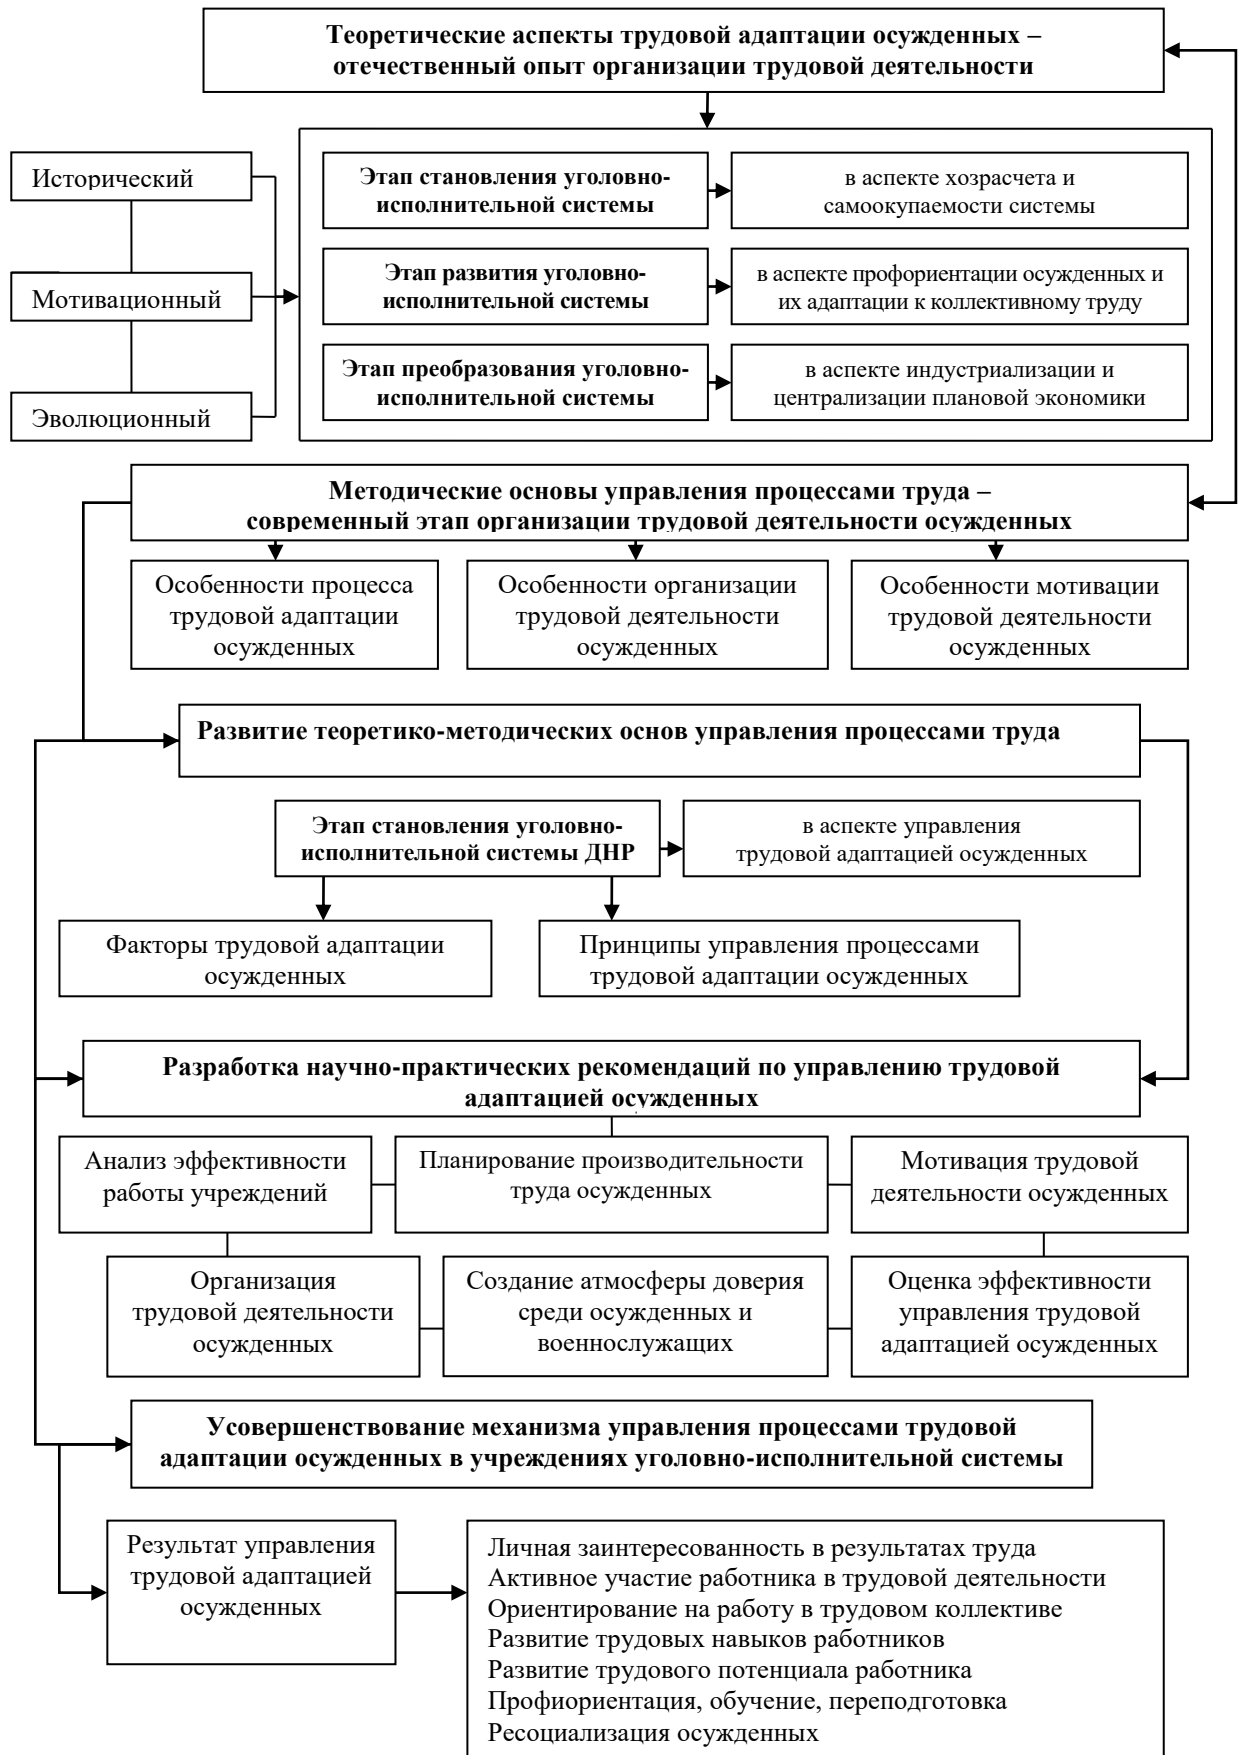 Теоретические аспекты трудовой адаптации осужденных –
отечественный опыт организации трудовой деятельности
Исторический
Мотивационный
Эволюционный
Этап становления уголовно-
исполнительной системы
в аспекте хозрасчета и
самоокупаемости системы
Этап развития уголовно-
исполнительной системы
в аспекте профориентации осужденных и
их адаптации к коллективному труду
Этап преобразования уголовно-
исполнительной системы
в аспекте индустриализации и
централизации плановой экономики
Методические основы управления процессами труда –
современный этап организации трудовой деятельности осужденных
Особенности процесса
трудовой адаптации
осужденных
Особенности организации
трудовой деятельности
осужденных
Особенности мотивации
трудовой деятельности
осужденных
Развитие теоретико-методических основ управления процессами труда
Этап становления уголовно-
исполнительной системы ДНР
в аспекте управления
трудовой адаптацией осужденных
Факторы трудовой адаптации
осужденных
Принципы управления процессами
трудовой адаптации осужденных
Разработка научно-практических рекомендаций по управлению трудовой
адаптацией осужденных
Анализ эффективности
работы учреждений
Планирование производительности
труда осужденных
Мотивация трудовой
деятельности осужденных
Организация
трудовой деятельности
осужденных
Создание атмосферы доверия
среди осужденных и
военнослужащих
Оценка эффективности
управления трудовой
адаптацией осужденных
Усовершенствование механизма управления процессами трудовой
адаптации осужденных в учреждениях уголовно-исполнительной системы
Результат управления
трудовой адаптацией
осужденных
Личная заинтересованность в результатах труда
Активное участие работника в трудовой деятельности
Ориентирование на работу в трудовом коллективе
Развитие трудовых навыков работников
Развитие трудового потенциала работника
Профиориентация, обучение, переподготовка
Ресоциализация осужденных